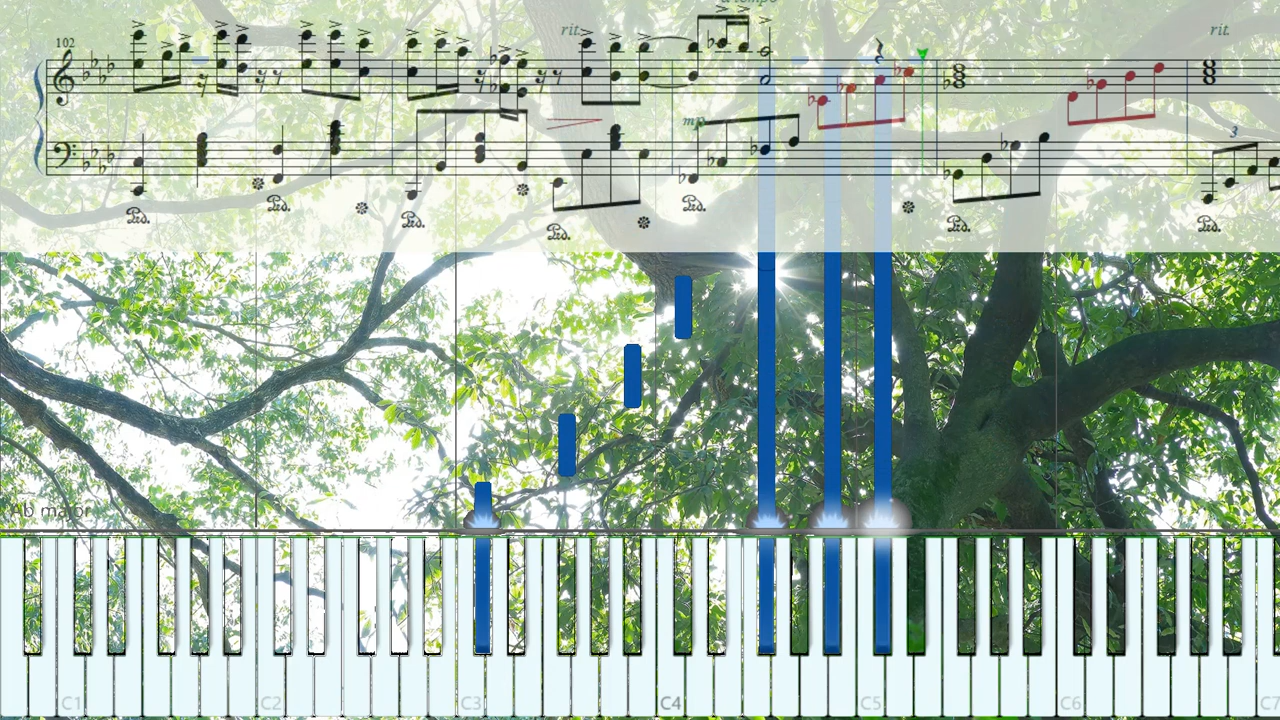 a tempo
rit.
rit.
102
mp
3
Ped.
Ped.
Ped.
Ped.
Ped.
Ped.
Ped.
Ab major
C1
C2
C3
C4
C5
C6
C7